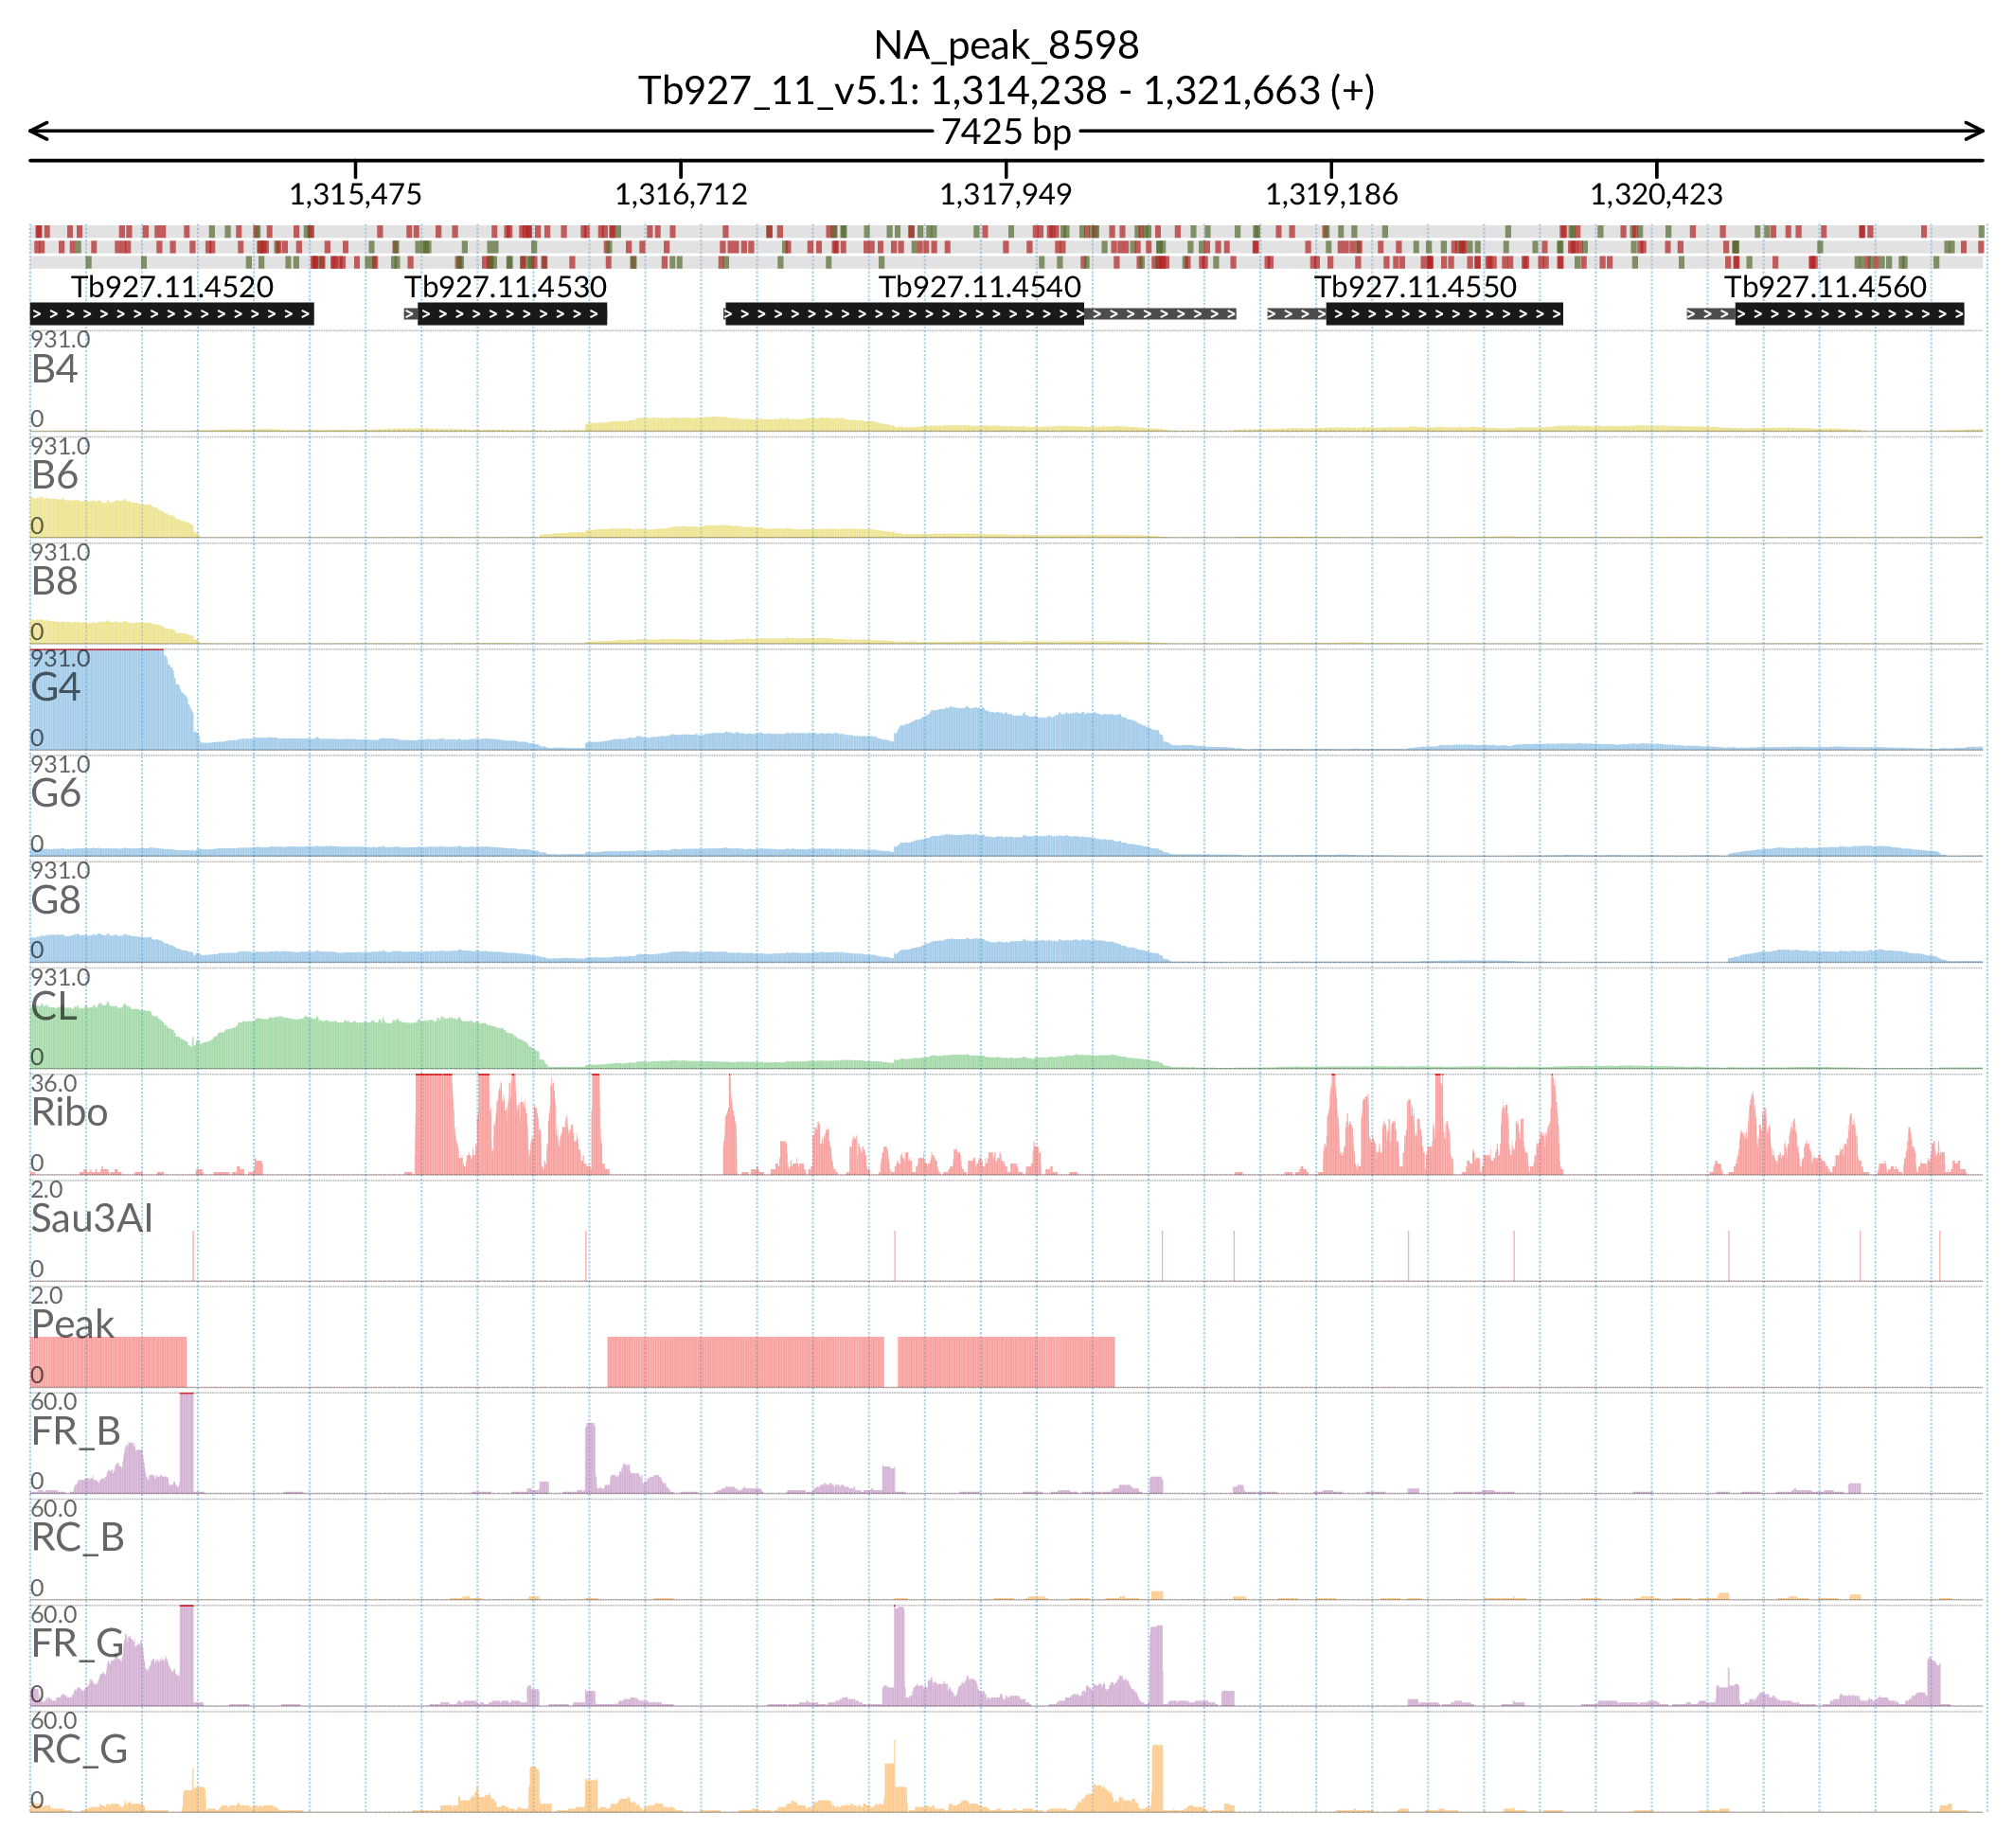 NA_peak_8598
Tb927_11_v5.1: 1,314,238 - 1,321,663 (+)
7425 bp
1,315,475 1,316,712 1,317,949 1,319,186 1,320,423
Tb927.11.4520 Tb927.11.4530 Tb927.11.4540 Tb927.11.4550 Tb927.11.4560
931.0
B4
0
931.0
B6
0
931.0
B8
0
931.0
G4
0
931.0
G6
0
931.0
G8
0
931.0
CL
0
36.0
Ribo
0
2.0
Sau3AI
0
2.0
Peak
0
60.0
FR_B
0
60.0
RC_B
0
60.0
FR_G
0
60.0
RC_G
0